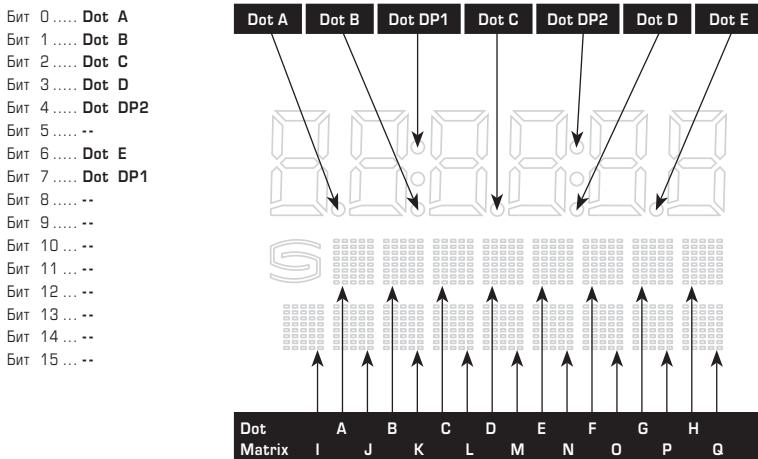 Бит 0 ..... Dot A
Бит 1 ..... Dot B
Бит 2 ..... Dot C
Бит 3 ..... Dot D
Бит 4 ..... Dot DP2
Бит 5 ..... --
Бит 6 ..... Dot E
Бит 7 ..... Dot DP1
Бит 8 ..... --
Бит 9 ..... --
Бит 10 ... --
Бит 11 ... --
Бит 12 ... --
Бит 13 ... --
Бит 14 ... --
Бит 15 ... --
Dot A Dot B Dot DP1 Dot C Dot DP2 Dot D Dot E
S
Dot A B C D E F G H
Matrix I J K L M N O P Q